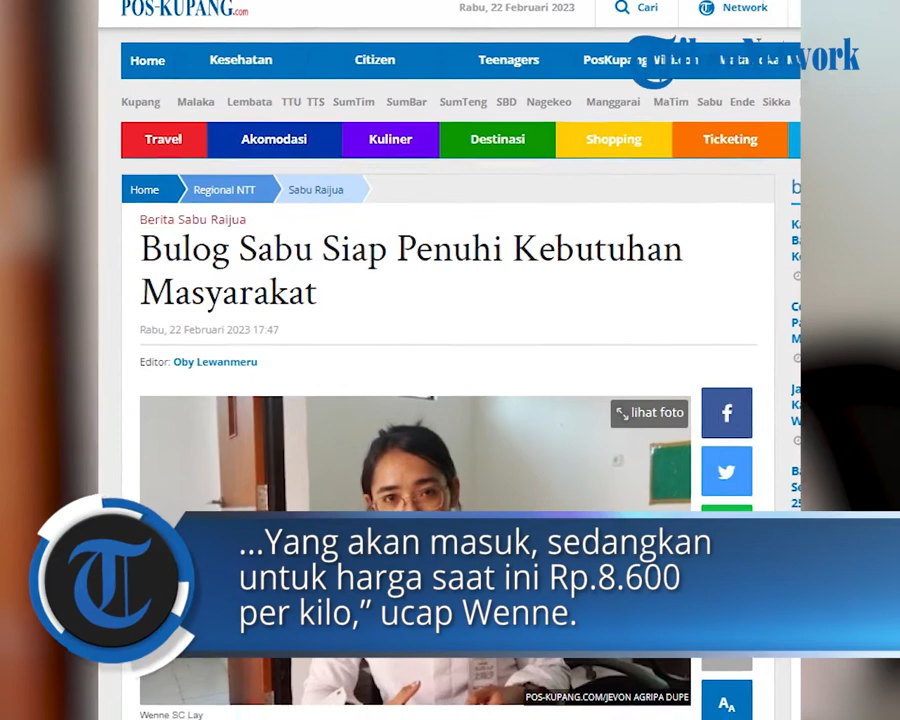 POS-KUPANG.com
Rabu, 22 Februari 2023
Cari
Network
Home Kesehatan Citizen Teenagers
Network
Kupang Malaka Lembata TTU TTS SumTim SumBar SumTeng SBD Nagekeo Manggarai MaTim Sabu Ende Sikka
Travel Akomodasi Kuliner Destinasi Shopping Ticketing
Home Regional NTT Sabu Raijua
Berita Sabu Raijua
Bulog Sabu Siap Penuhi Kebutuhan
Masyarakat
Rabu, 22 Februari 2023 17:47
Editor: Oby Lewanmeru
lihat foto
...Yang akan masuk, sedangkan
untuk harga saat ini Rp.8.600
per kilo,” ucap Wenne.
POS-KUPANG.COM/JEVON AGRIPA DUPE
Wenne SC Lay